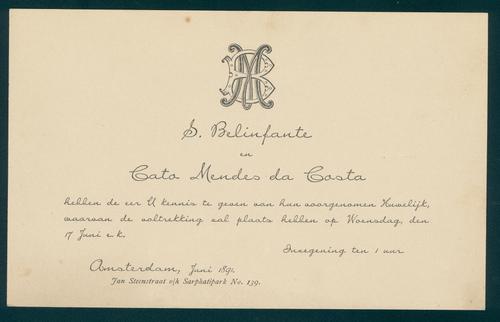 S. Belinfante
en
Cato Mendes da Costa
hebben de eer U kennis te geven van hun voorgenomen Huwelijk,
waarvan de voltrekking zal plaats hebben op Woensdag, den
17 Juni e.k.
Inzegening ten 1 uur
Amsterdam, Juni 1891.
Jan Steenstraat o/h Sarphatipark No. 139.